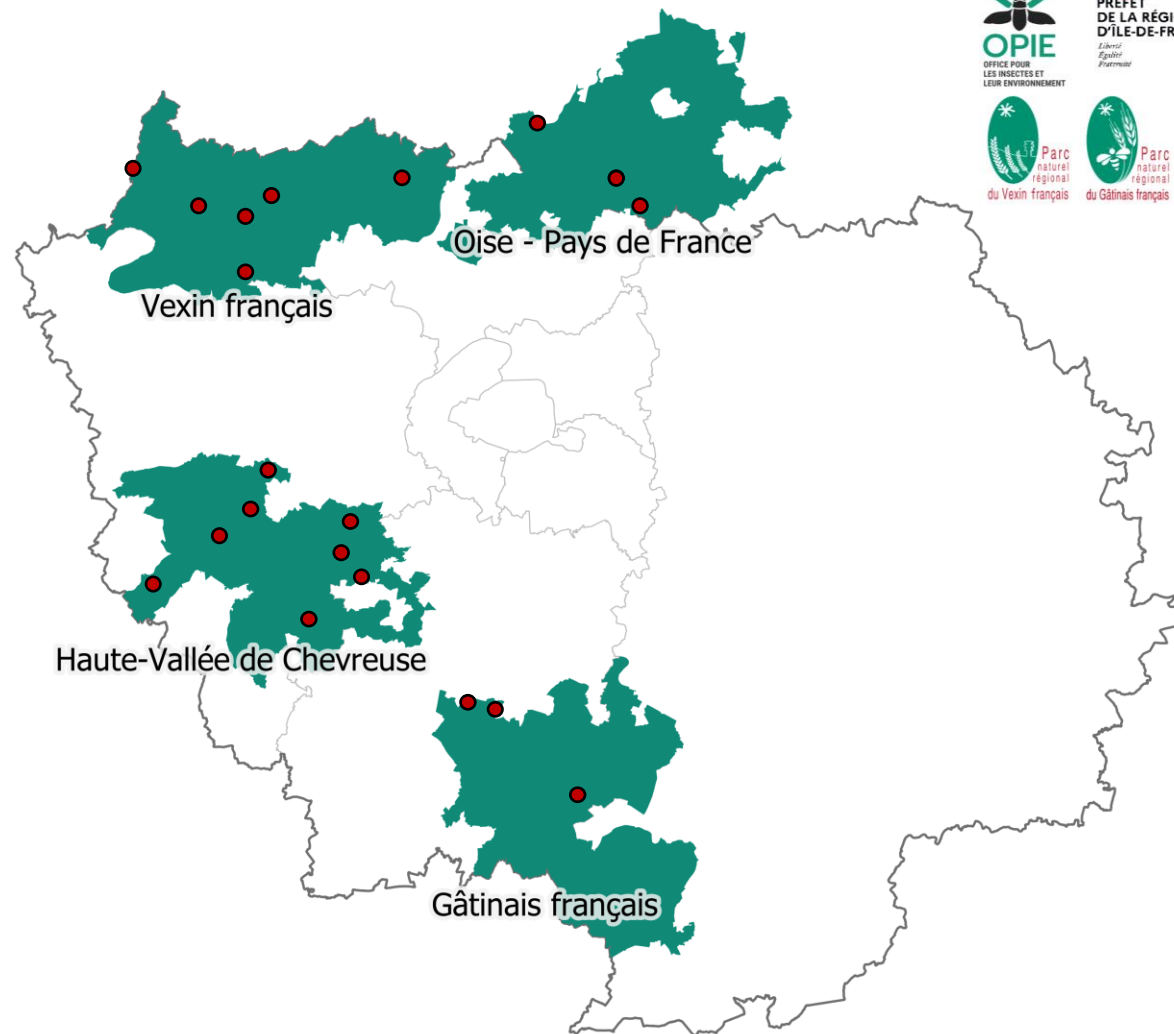 PRÉFET
DE LA RÉGI
D'ÎLE-DE-FR
Liberté
Égalité
Fraternité
OPIE
OFFICE POUR
LES INSECTES ET
LEUR ENVIRONNEMENT
Parc
naturel
régional
du Vexin français
Parc
naturel
régional
du Gâtinais français
Oise - Pays de France
Vexin français
Haute-Vallée de Chevreuse
Gâtinais français